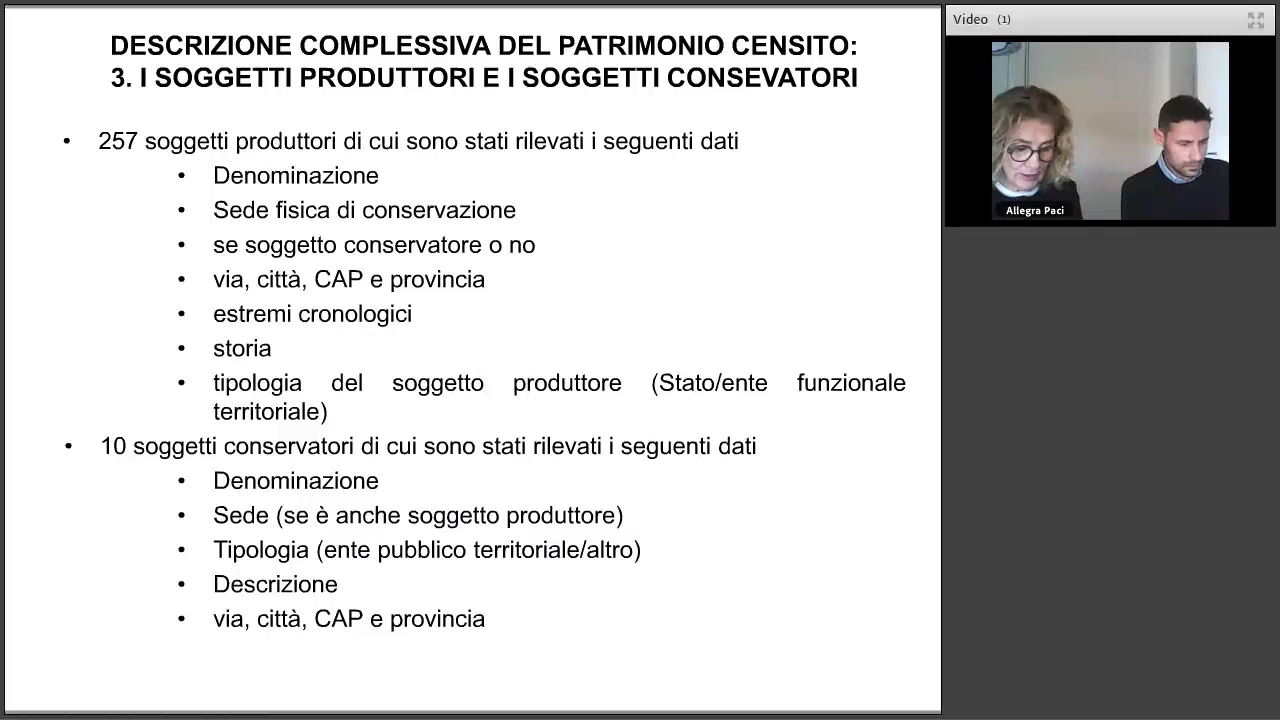 DESCRIZIONE COMPLESSIVA DEL PATRIMONIO CENSITO:
3. I SOGGETTI PRODUTTORI E I SOGGETTI CONSEVATORI
• 257 soggetti produttori di cui sono stati rilevati i seguenti dati
• Denominazione
• Sede fisica di conservazione
• se soggetto conservatore o no
• via, città, CAP e provincia
• estremi cronologici
• storia
• tipologia del soggetto produttore (Stato/ente funzionale
territoriale)
• 10 soggetti conservatori di cui sono stati rilevati i seguenti dati
• Denominazione
• Sede (se è anche soggetto produttore)
• Tipologia (ente pubblico territoriale/altro)
• Descrizione
• via, città, CAP e provincia
Video (1)
Allegra Paci